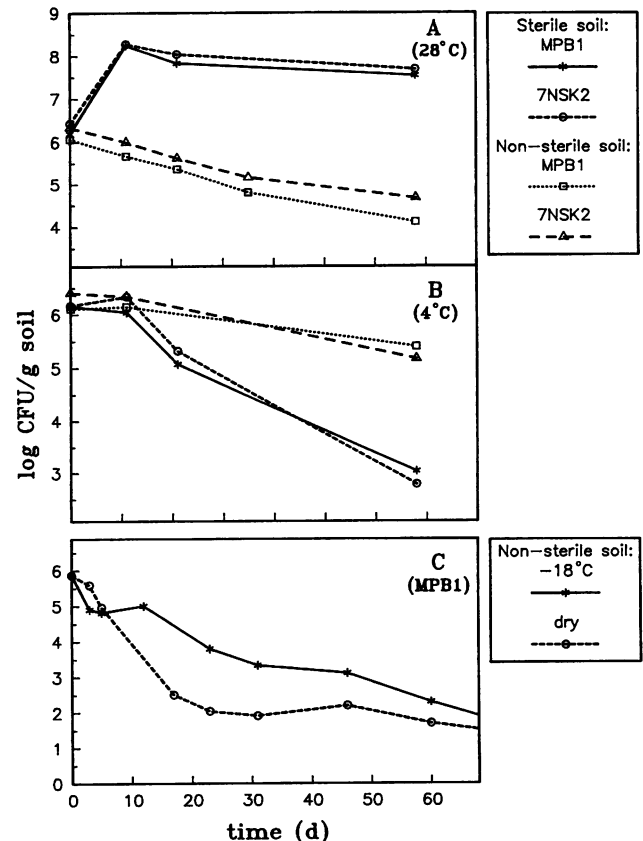 A
(28°C)
9
8
7
6
5
4
Sterile soil:
MPB1
7NSK2
Non-sterile soil:
MPB1
7NSK2
B
(4°C)
6
5
4
3
log CFU/g soil
C
(MPB1)
6
5
4
3
2
1
0
Non-sterile soil:
-18°C
dry
0 10 20 30 40 50 60
time (d)